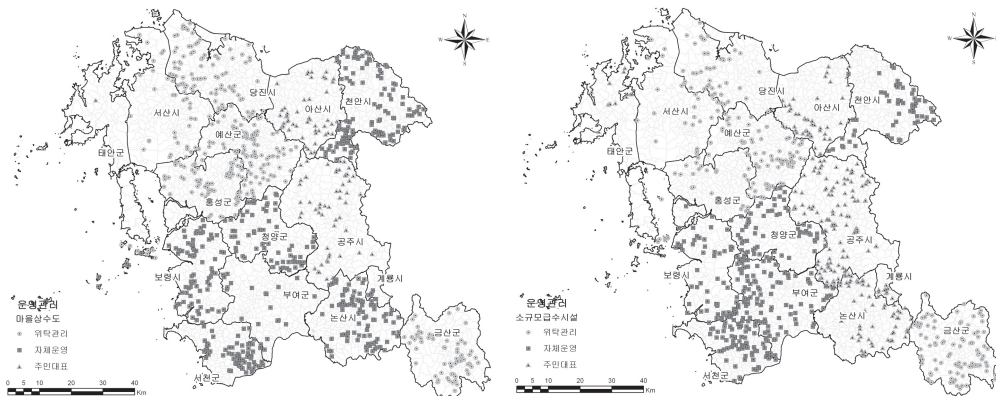 N
W
E
S
당진시
아산시
천안시
서산시
예산군
태안군
홍성군
청양군
공주시
보령시
계룡시
부여군
논산시
금산군
서천군
운영관리
마을상수도
위탁관리
자체운영
주민대표
0 5 10 20 30 40
Km
N
W
E
S
당진시
아산시
천안시
서산시
예산군
태안군
홍성군
청양군
공주시
보령시
계룡시
부여군
논산시
금산군
서천군
운영관리
소규모급수시설
위탁관리
자체운영
주민대표
0 5 10 20 30 40
Km